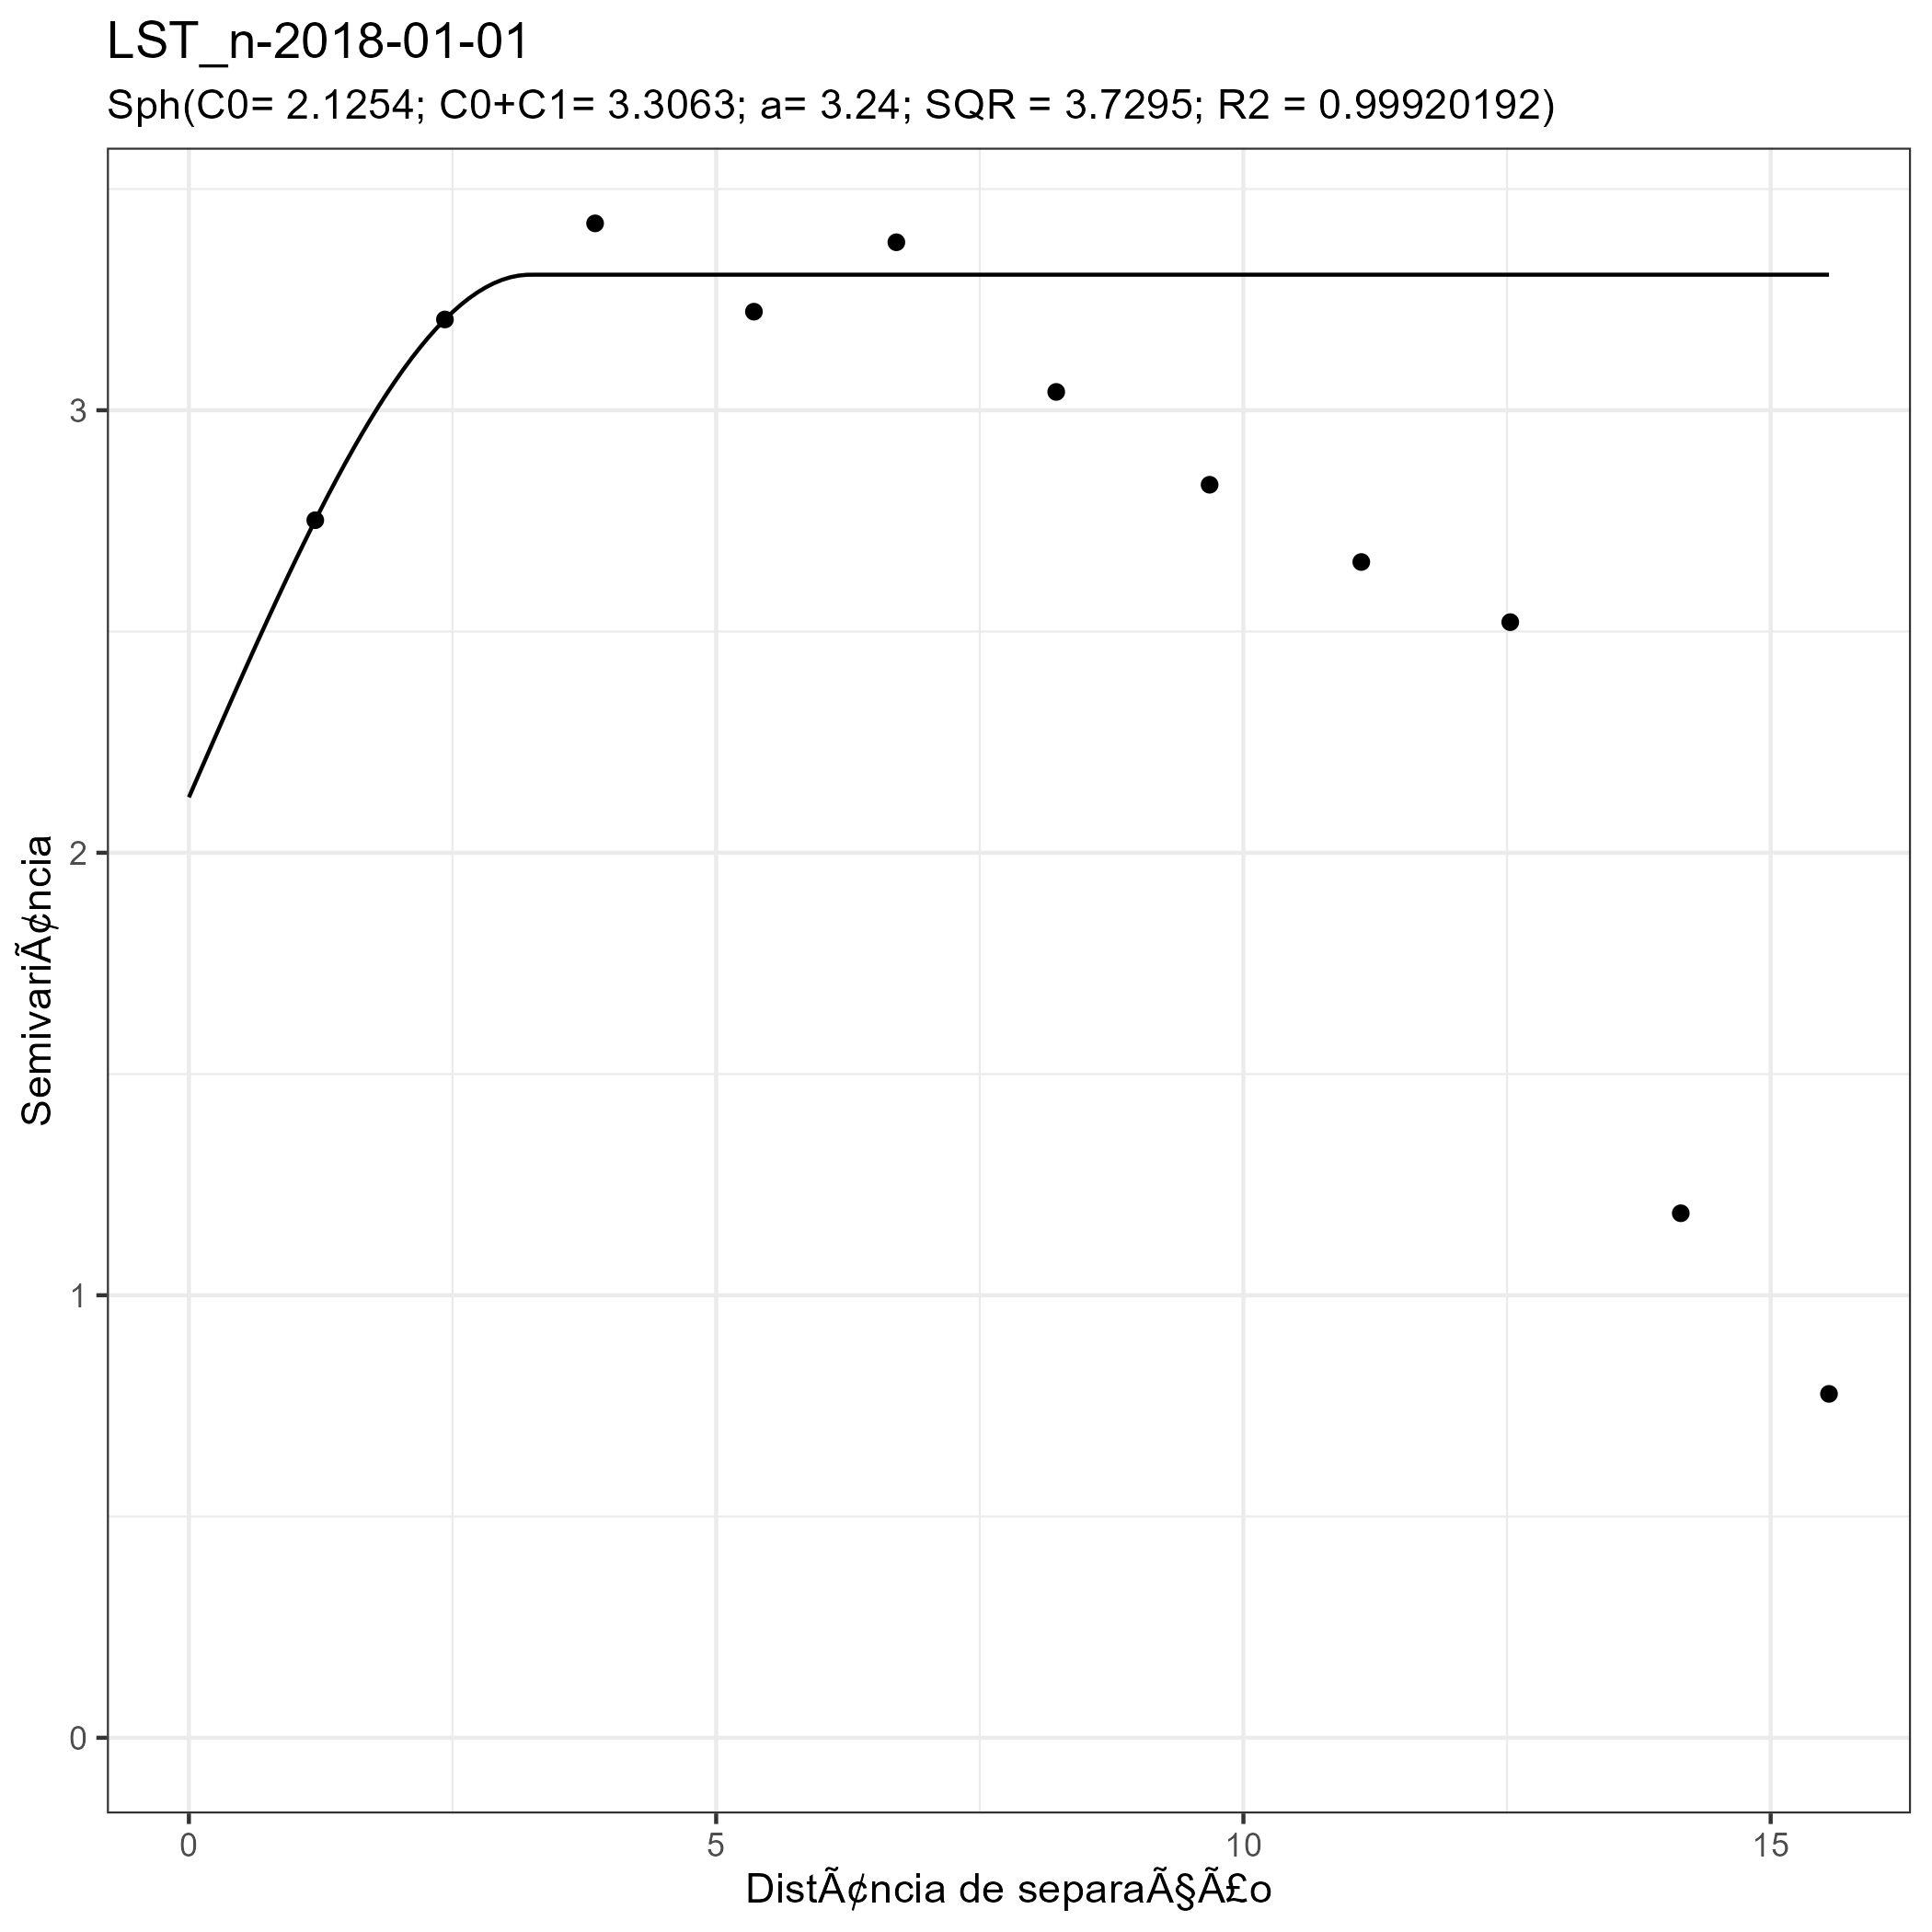 LST_n-2018-01-01
Sph(C0= 2.1254; C0+C1= 3.3063; a= 3.24; SQR = 3.7295; R2 = 0.99920192)
SemivariÃ¢ncia
3
2
1
0
0 5 10 15
DistÃ¢ncia de separaÃ§Ã£o